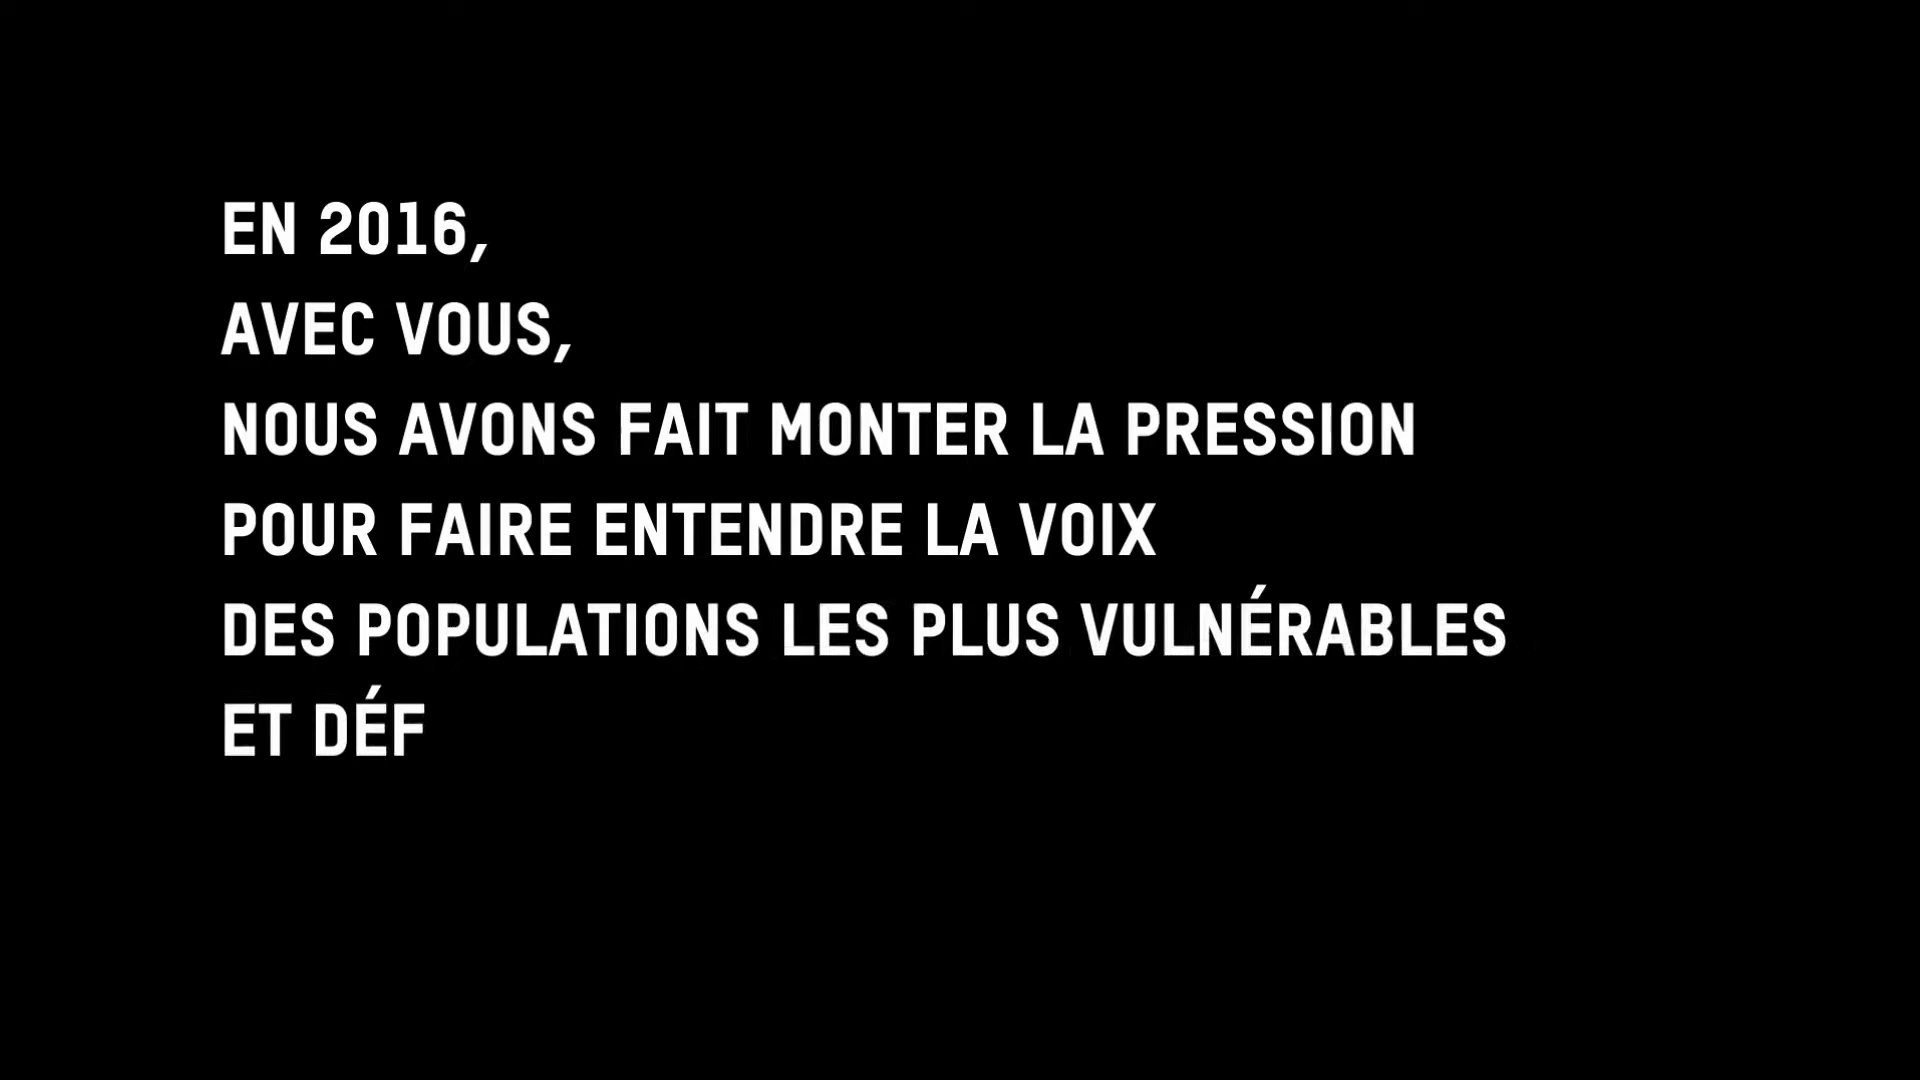 EN 2016,
AVEC VOUS,
NOUS AVONS FAIT MONTER LA PRESSION
POUR FAIRE ENTENDRE LA VOIX
DES POPULATIONS LES PLUS VULNÉRABLES
ET DÉF